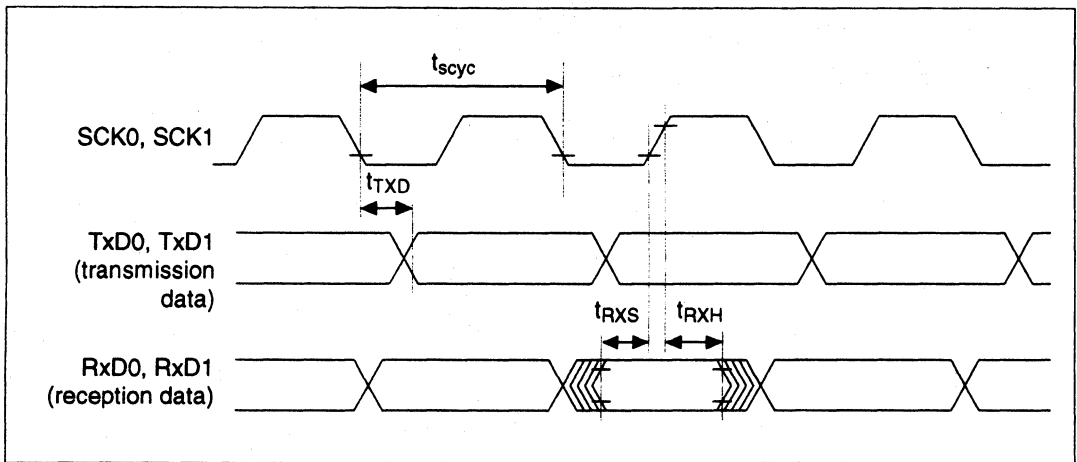 tscyc
SCK0, SCK1
tTXD
TxD0, TxD1
(transmission
data)
tRXS
tRXH
RxD0, RxD1
(reception data)